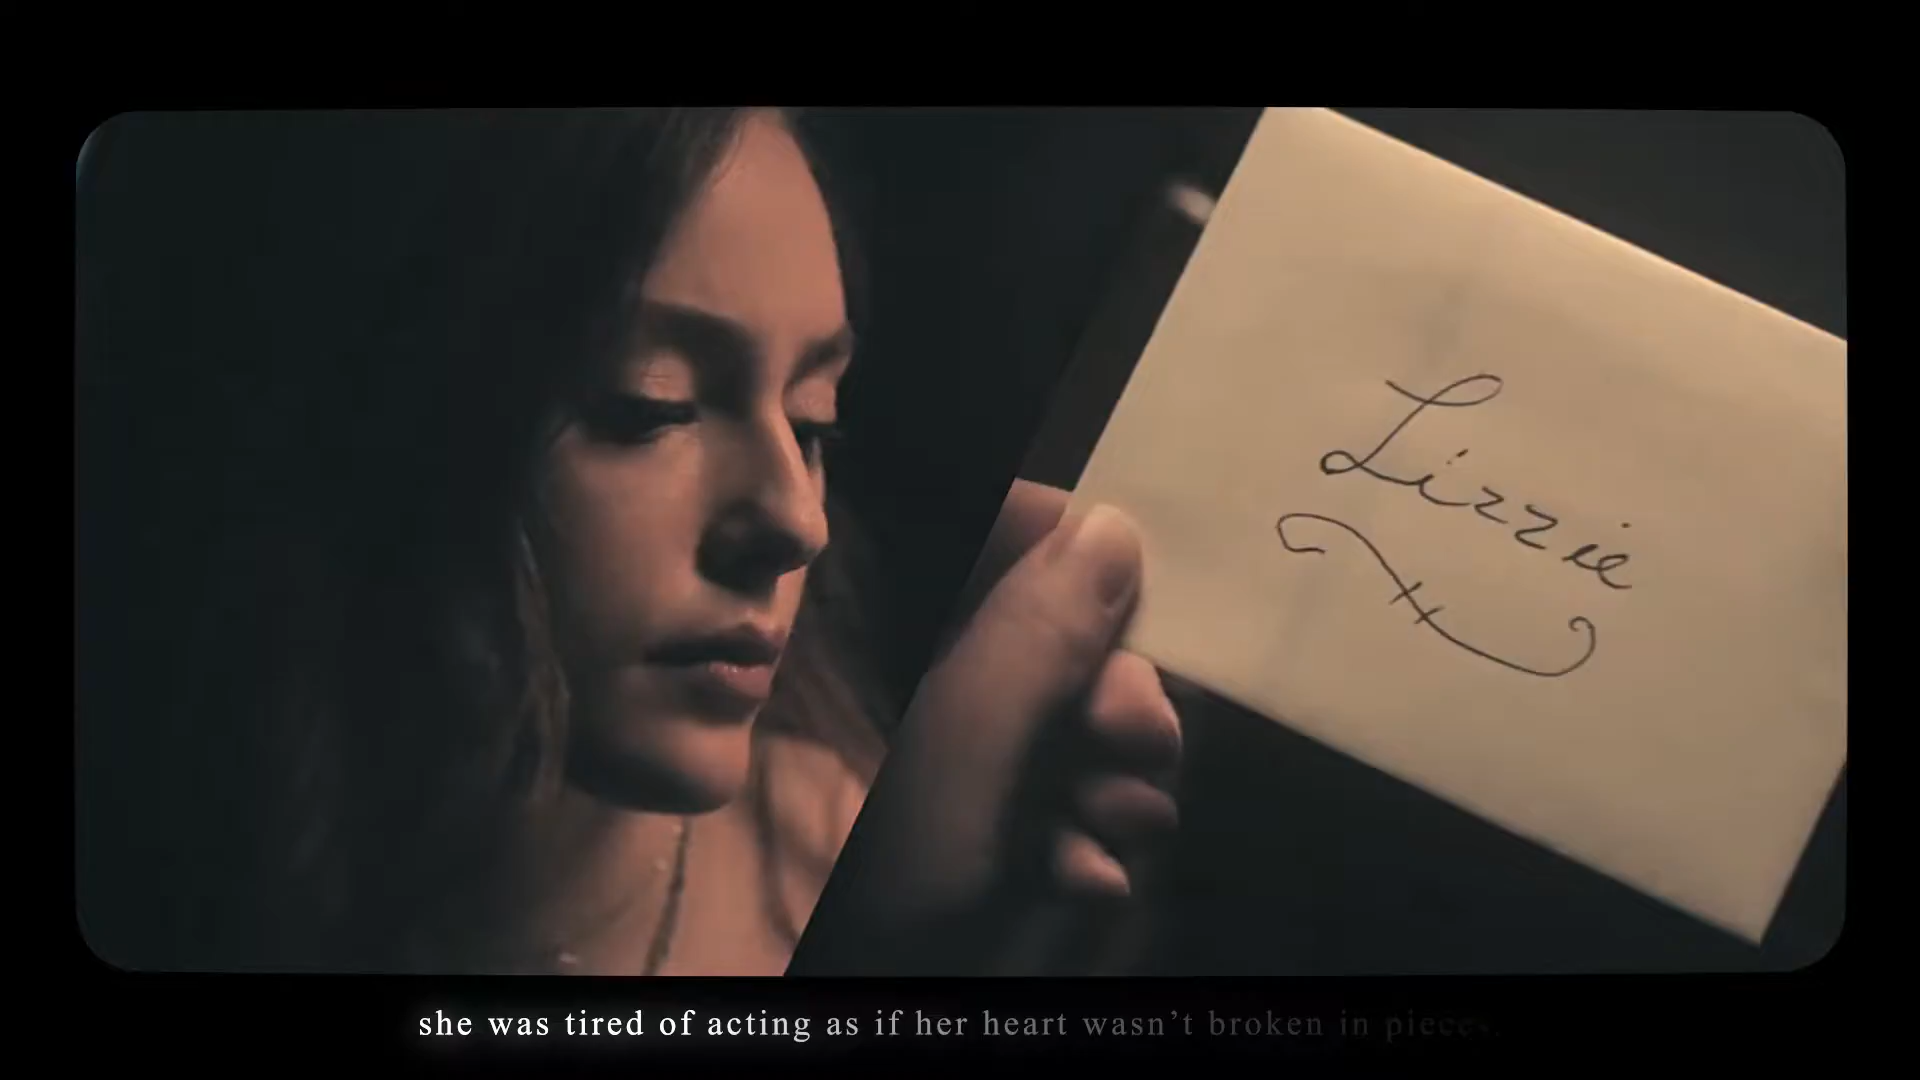 Lizzie
she was tired of acting as if her heart wasn’t broken in pieces.